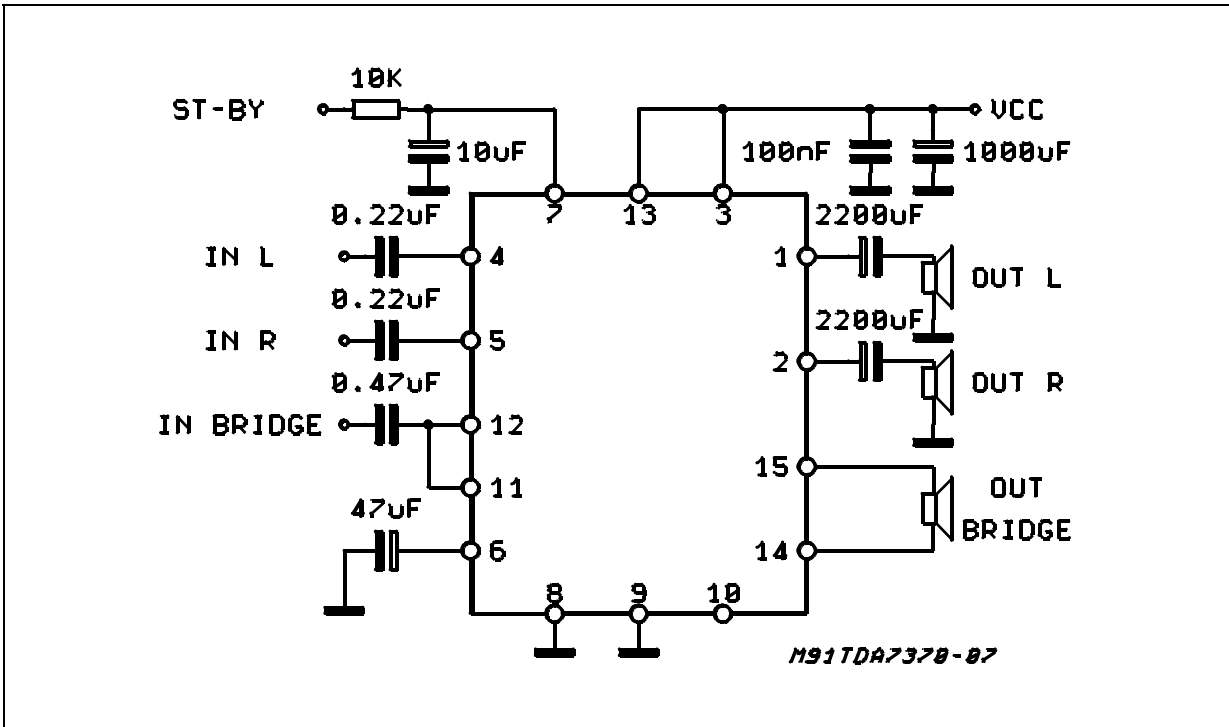 10K
ST-BY
VCC
10uF
100nF
1000uF
7
13
3
0.22uF
2200uF
IN L
4
1
OUT L
0.22uF
2200uF
IN R
5
2
OUT R
0.47uF
IN BRIDGE
12
15
11
OUT
BRIDGE
47uF
6
14
8
9
10
M91TDA7370-07